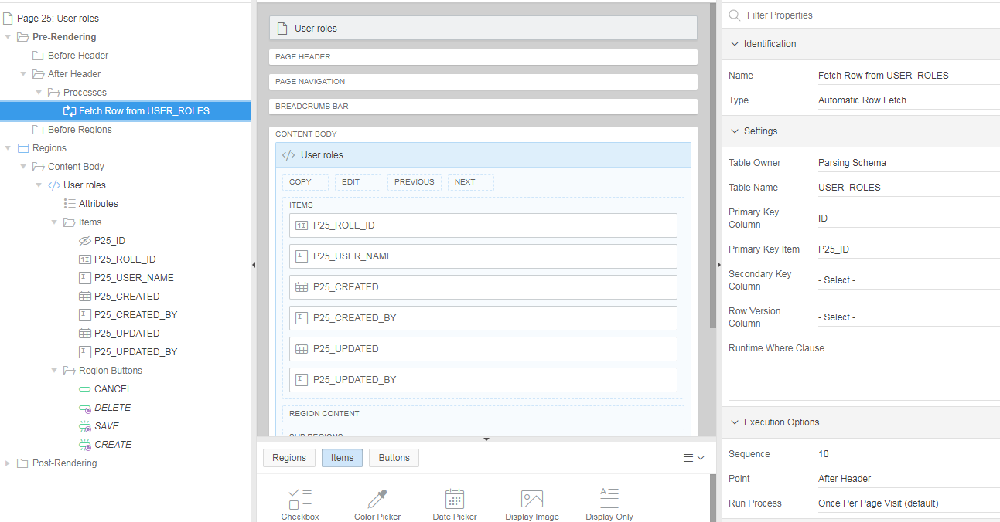 Page 25: User roles
Pre-Rendering
Before Header
After Header
Processes
Fetch Row from USER_ROLES
Before Regions
Regions
Content Body
User roles
Attributes
Items
P25_ID
P25_ROLE_ID
P25_USER_NAME
P25_CREATED
P25_CREATED_BY
P25_UPDATED
P25_UPDATED_BY
Region Buttons
CANCEL
DELETE
SAVE
CREATE
Post-Rendering
User roles
PAGE HEADER
PAGE NAVIGATION
BREADCRUMB BAR
CONTENT BODY
User roles
COPY EDIT PREVIOUS NEXT
ITEMS
P25_ROLE_ID
P25_USER_NAME
P25_CREATED
P25_CREATED_BY
P25_UPDATED
P25_UPDATED_BY
REGION CONTENT
SUB REGIONS
Regions Items Buttons
Checkbox Color Picker Date Picker Display Image Display Only
Filter Properties
Identification
Name Fetch Row from USER_ROLES
Type Automatic Row Fetch
Settings
Table Owner Parsing Schema
Table Name USER_ROLES
Primary Key
Column ID
Primary Key Item P25_ID
Secondary Key
Column - Select -
Row Version
Column - Select -
Runtime Where Clause
Execution Options
Sequence 10
Point After Header
Run Process Once Per Page Visit (default)